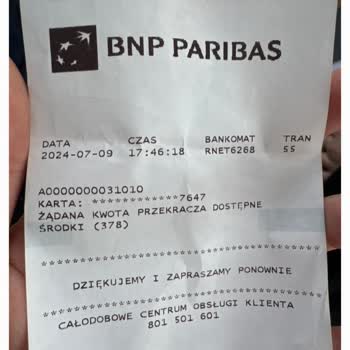 BNP PARIBAS
DATA CZAS BANKOMAT TRAN
2024-07-09 17:46:18 RNET6268 55
A0000000031010
KARTA: ************7647
ŻĄDANA KWOTA PRZEKRACZA DOSTĘPNE
ŚRODKI (378)
****************************************
DZIĘKUJEMY I ZAPRASZAMY PONOWNIE
****************************************
CAŁODOBOWE CENTRUM OBSŁUGI KLIENTA
801 501 601